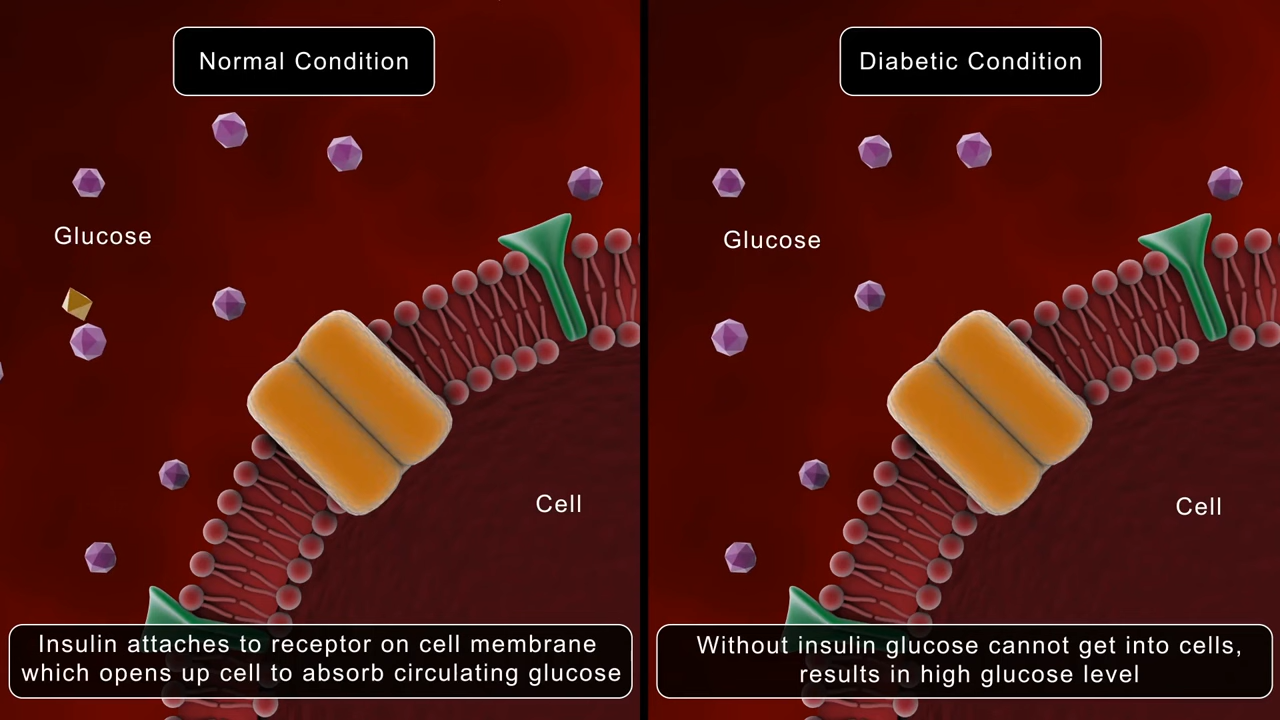 Normal Condition
Glucose
Cell
Insulin attaches to receptor on cell membrane
which opens up cell to absorb circulating glucose
Diabetic Condition
Glucose
Cell
Without insulin glucose cannot get into cells,
results in high glucose level